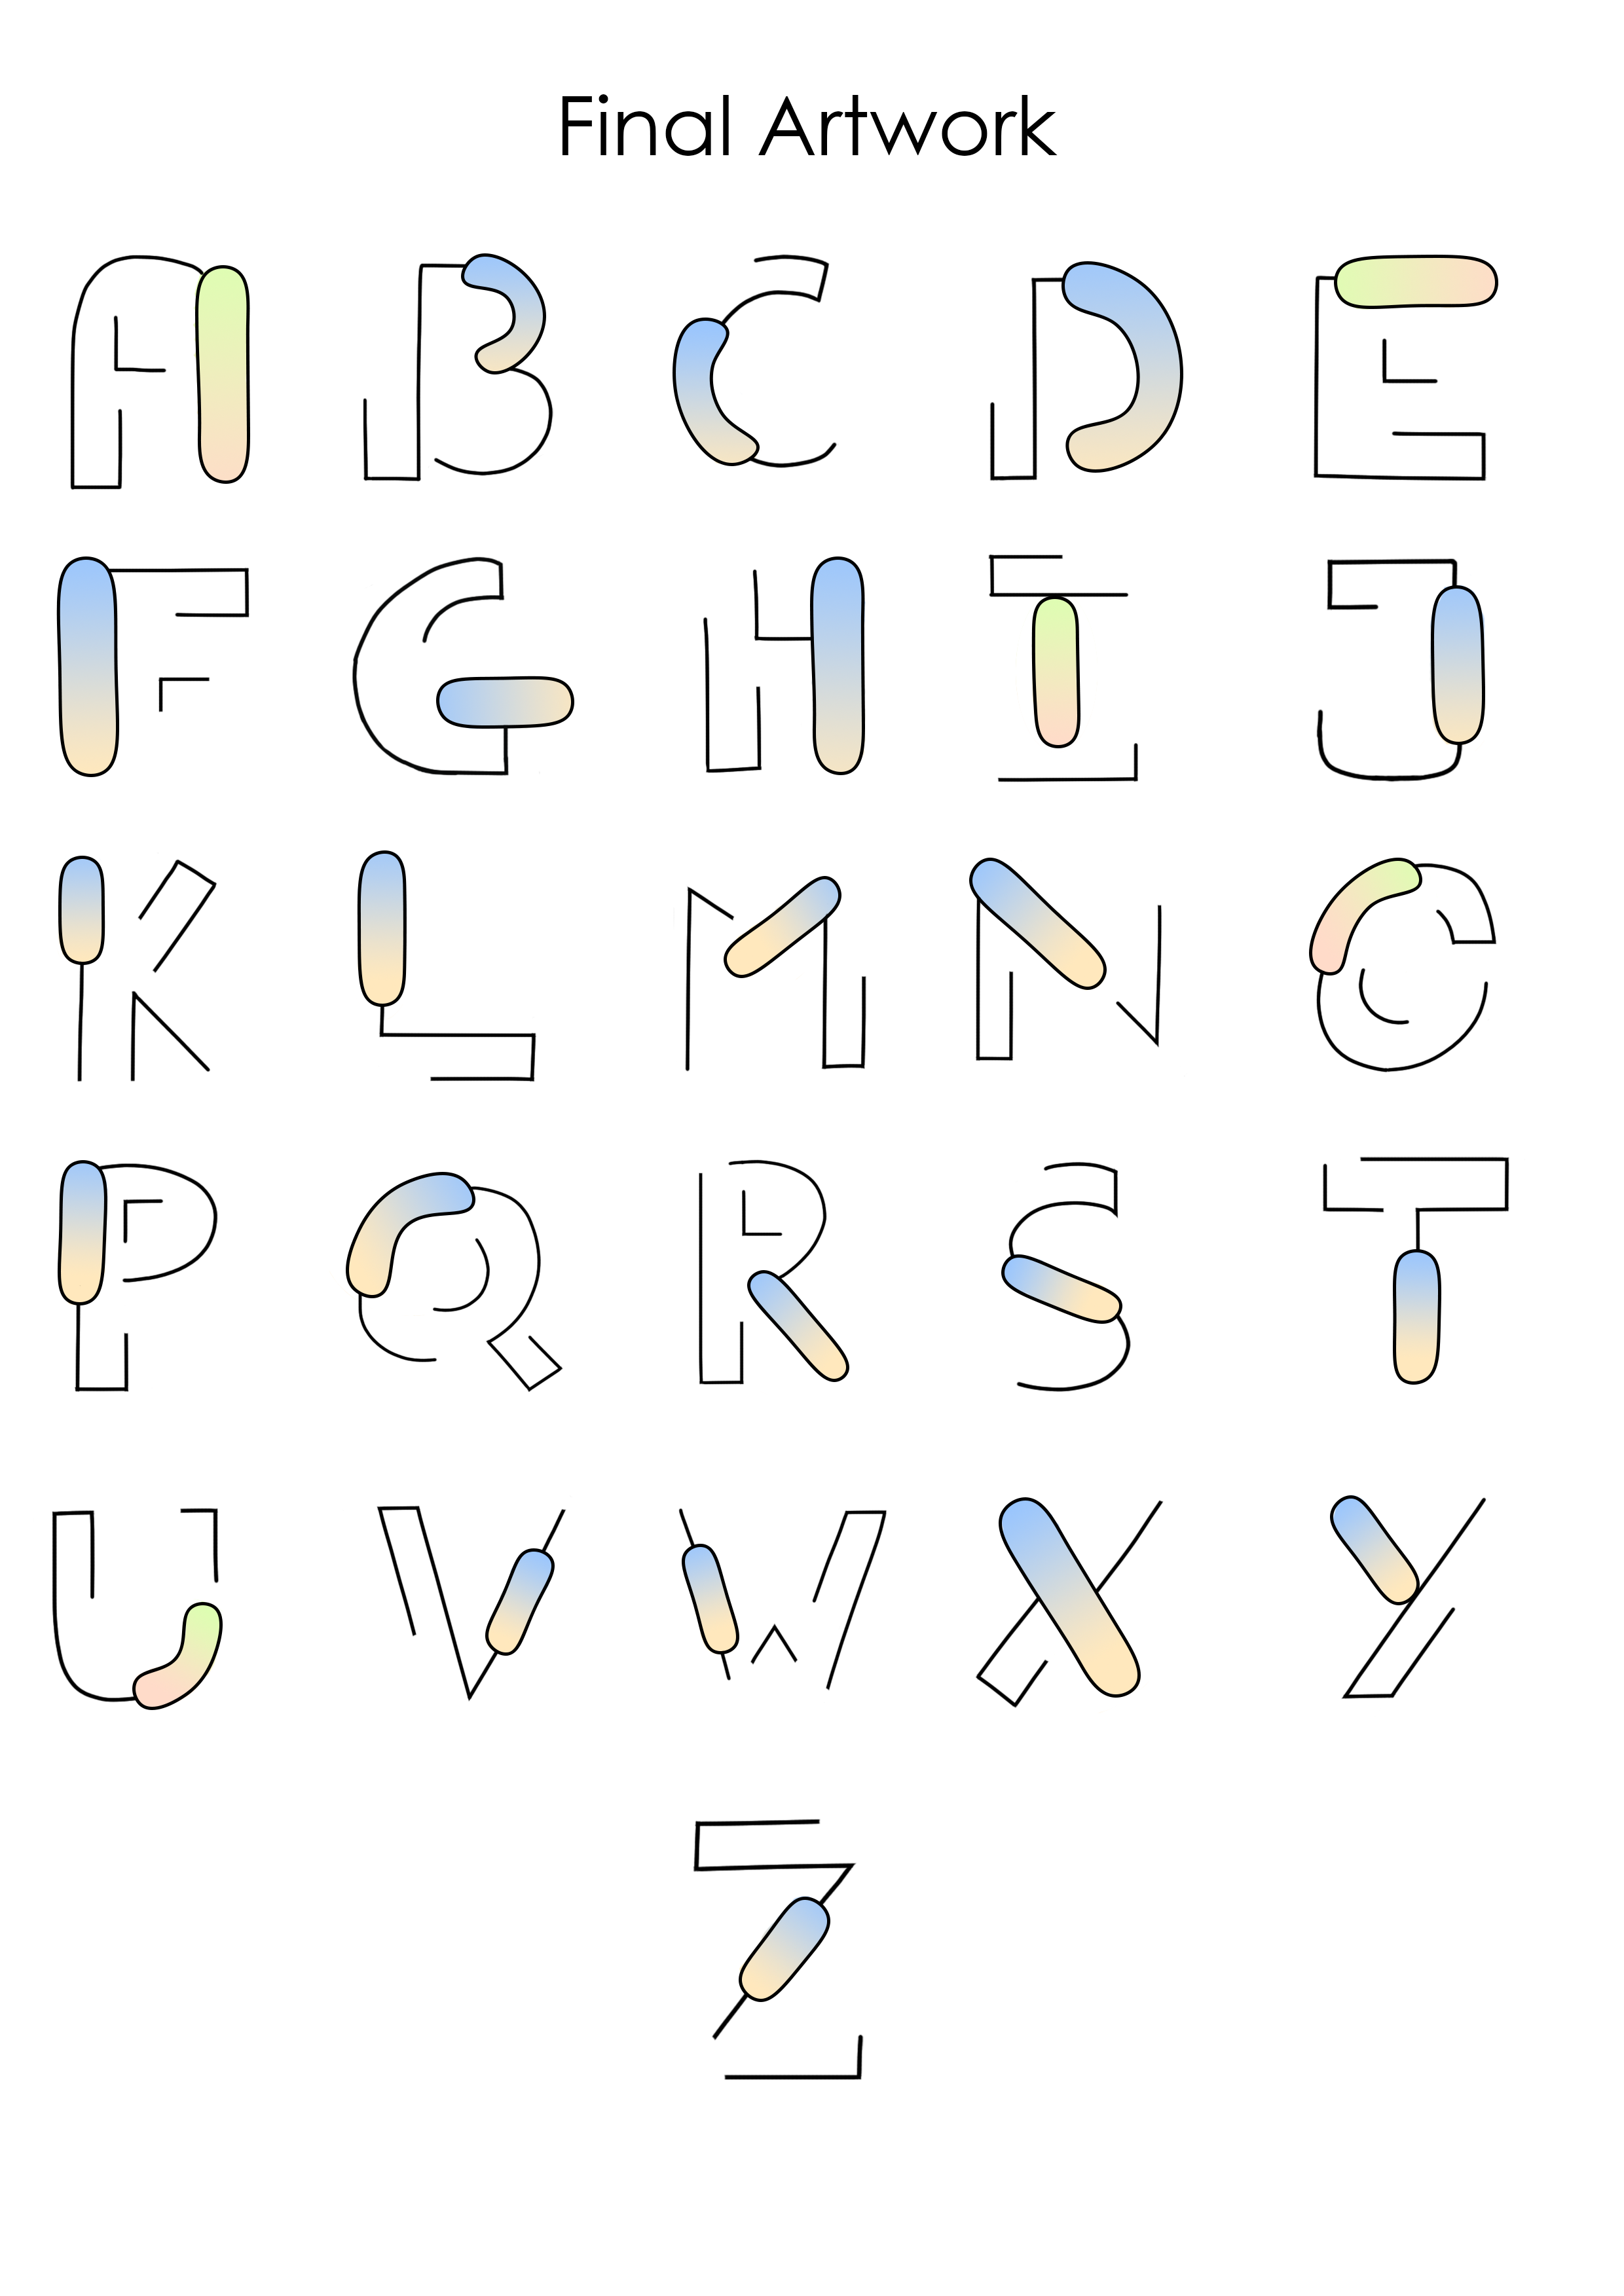 Final Artwork
A B C D E
F G H I J
K L M N O
P Q R S T
U V W X Y
Z